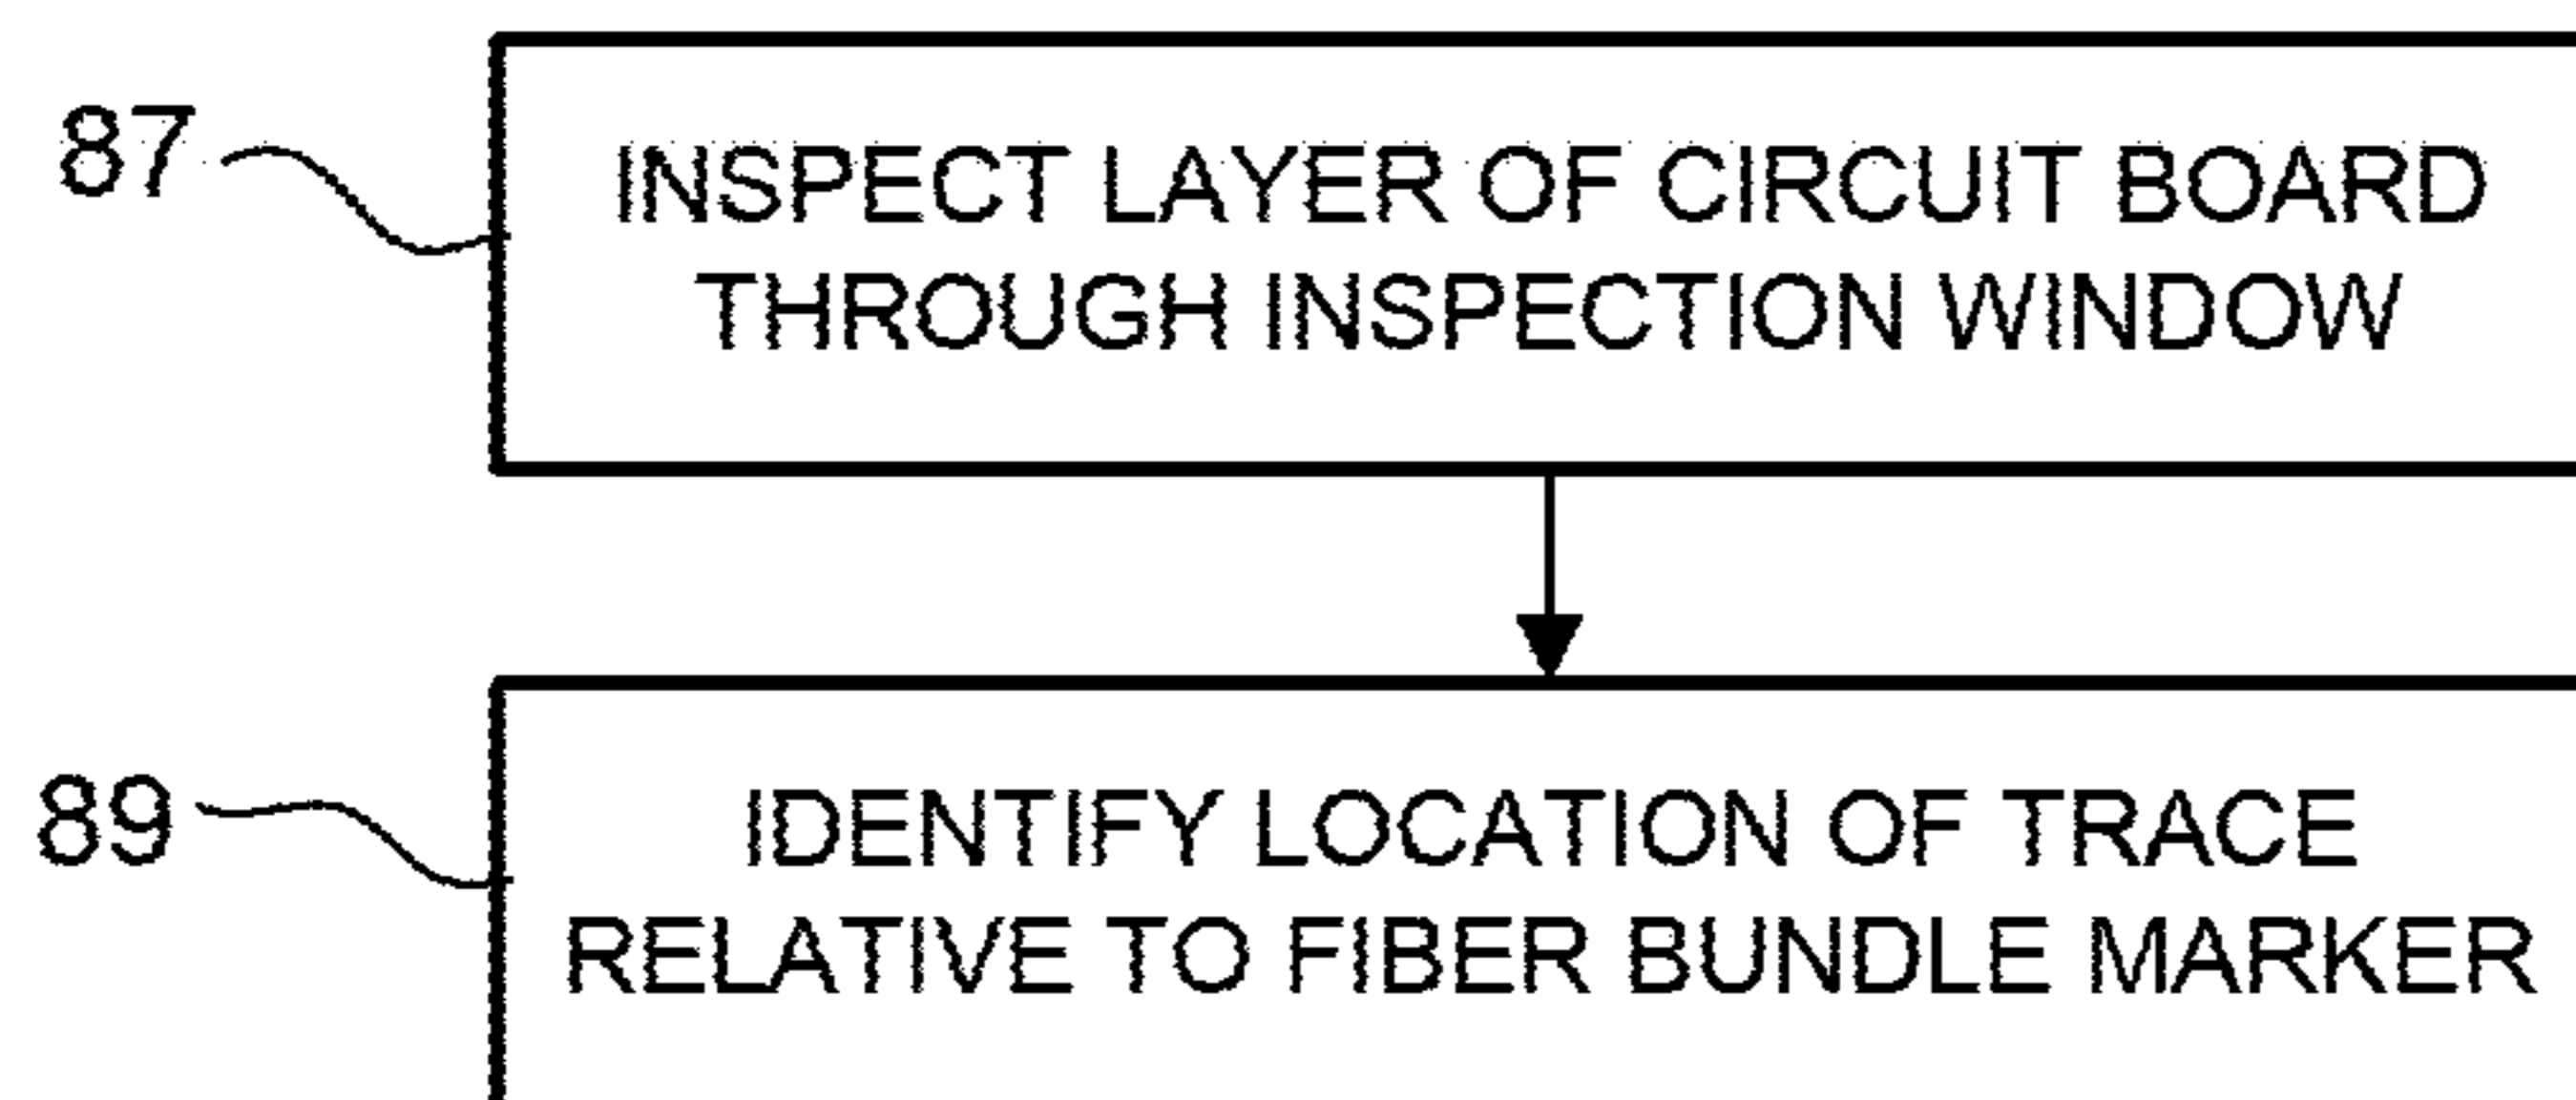 87
INSPECT LAYER OF CIRCUIT BOARD
THROUGH INSPECTION WINDOW
89
IDENTIFY LOCATION OF TRACE
RELATIVE TO FIBER BUNDLE MARKER